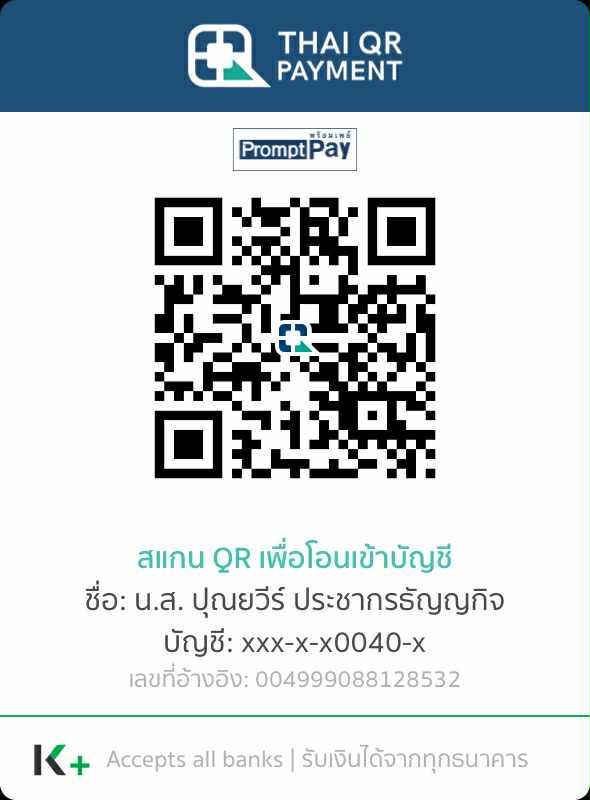 THAI QR
PAYMENT
พร้อมเพย์
PromptPay
สแกน QR เพื่อโอนเข้าบัญชี
ชื่อ: น.ส. ปุณยวีร์ ประชากรธัญญกิจ
บัญชี: xxx-x-x0040-x
เลขที่อ้างอิง: 004999088128532
K+ Accepts all banks | รับเงินได้จากทุกธนาคาร